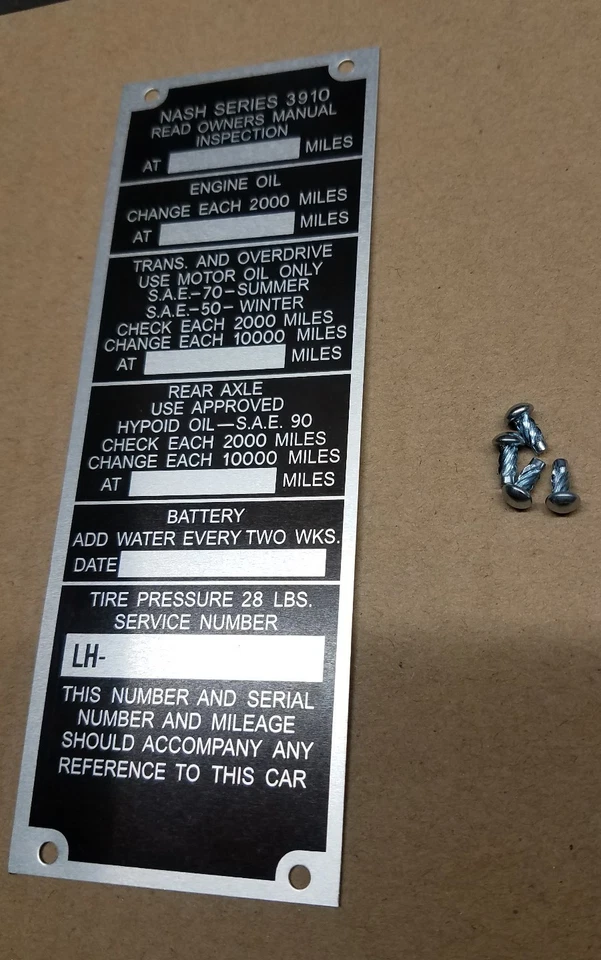 NASH SERIES 3910
READ OWNERS MANUAL
INSPECTION
AT MILES
ENGINE OIL
CHANGE EACH 2000 MILES
AT MILES
TRANS. AND OVERDRIVE
USE MOTOR OIL ONLY
S.A.E.-70-SUMMER
S.A.E.-50-WINTER
CHECK EACH 2000 MILES
CHANGE EACH 10000 MILES
AT MILES
REAR AXLE
USE APPROVED
HYPOID OIL—S.A.E. 90
CHECK EACH 2000 MILES
CHANGE EACH 10000 MILES
AT MILES
BATTERY
ADD WATER EVERY TWO WKS.
DATE
TIRE PRESSURE 28 LBS.
SERVICE NUMBER
LH-
THIS NUMBER AND SERIAL
NUMBER AND MILEAGE
SHOULD ACCOMPANY ANY
REFERENCE TO THIS CAR